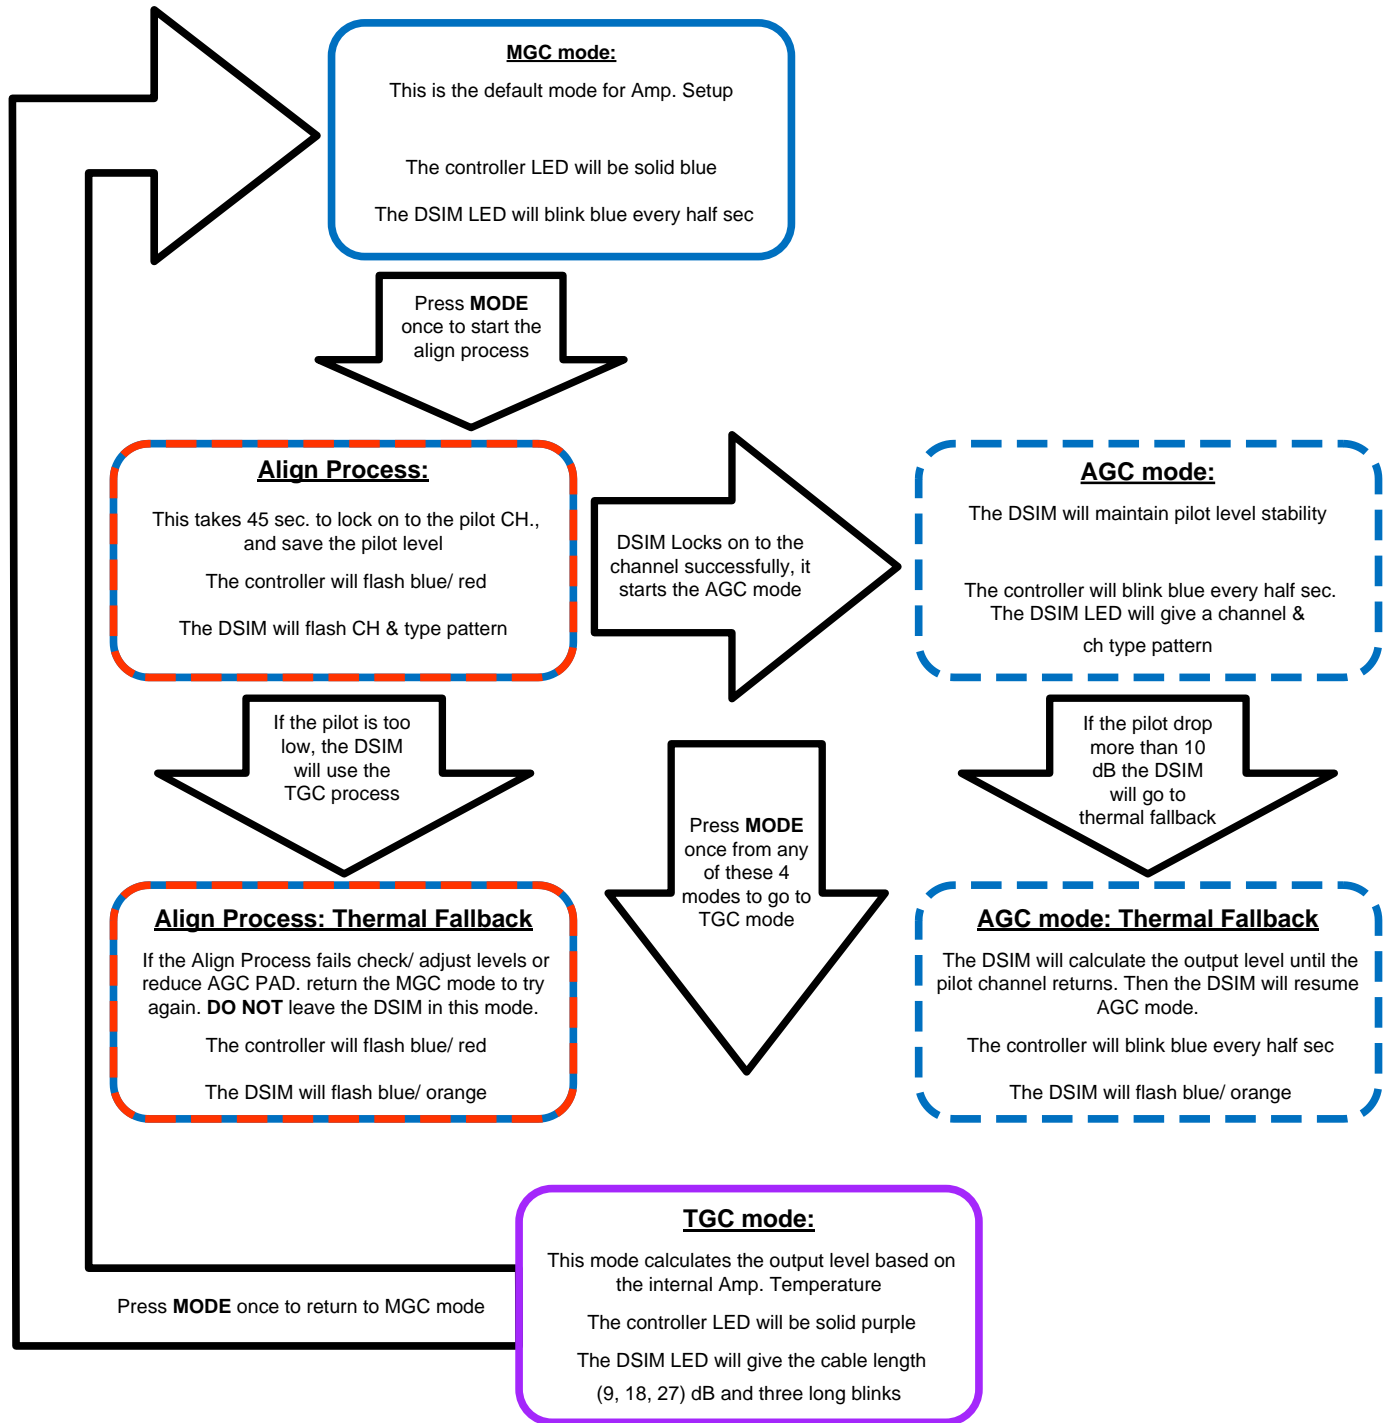 MGC mode:
This is the default mode for Amp. Setup
The controller LED will be solid blue
The DSIM LED will blink blue every half sec
Press MODE
once to start the
align process
Align Process:
This takes 45 sec. to lock on to the pilot CH.,
and save the pilot level
The controller will flash blue/ red
The DSIM will flash CH & type pattern
DSIM Locks on to the
channel successfully, it
starts the AGC mode
AGC mode:
The DSIM will maintain pilot level stability
The controller will blink blue every half sec.
The DSIM LED will give a channel &
ch type pattern
If the pilot is too
low, the DSIM
will use the
TGC process
Press MODE
once from any
of these 4
modes to go to
TGC mode
If the pilot drop
more than 10
dB the DSIM
will go to
thermal fallback
Align Process: Thermal Fallback
If the Align Process fails check/ adjust levels or
reduce AGC PAD. return the MGC mode to try
again. DO NOT leave the DSIM in this mode.
The controller will flash blue/ red
The DSIM will flash blue/ orange
AGC mode: Thermal Fallback
The DSIM will calculate the output level until the
pilot channel returns. Then the DSIM will resume
AGC mode.
The controller will blink blue every half sec
The DSIM will flash blue/ orange
TGC mode:
This mode calculates the output level based on
the internal Amp. Temperature
The controller LED will be solid purple
The DSIM LED will give the cable length
(9, 18, 27) dB and three long blinks
Press MODE once to return to MGC mode